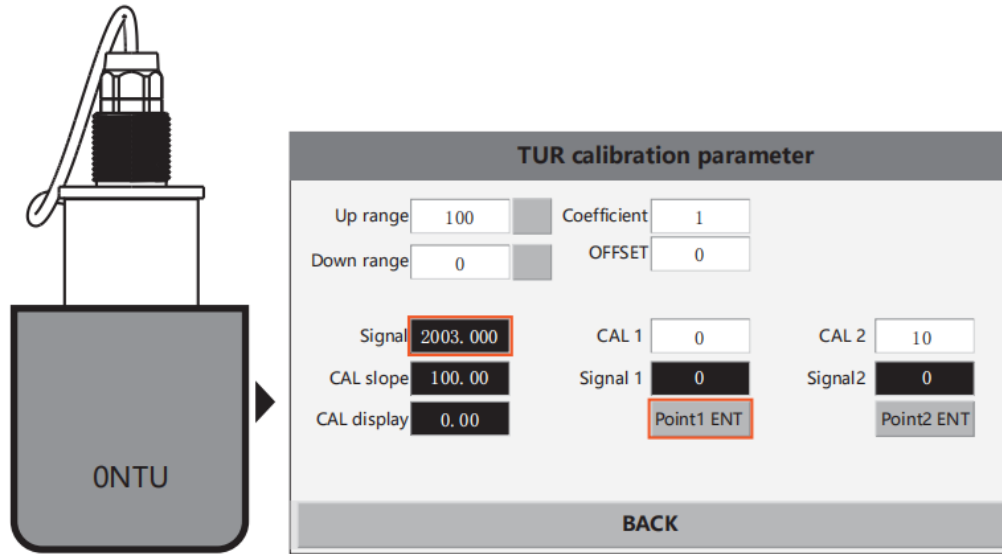 TUR calibration parameter
Up range 100 Coefficient 1
Down range 0 OFFSET 0
Signal 2003.000 CAL 1 0 CAL 2 10
CAL slope 100.00 Signal 1 0 Signal2 0
CAL display 0.00 Point1 ENT Point2 ENT
0NTU
BACK